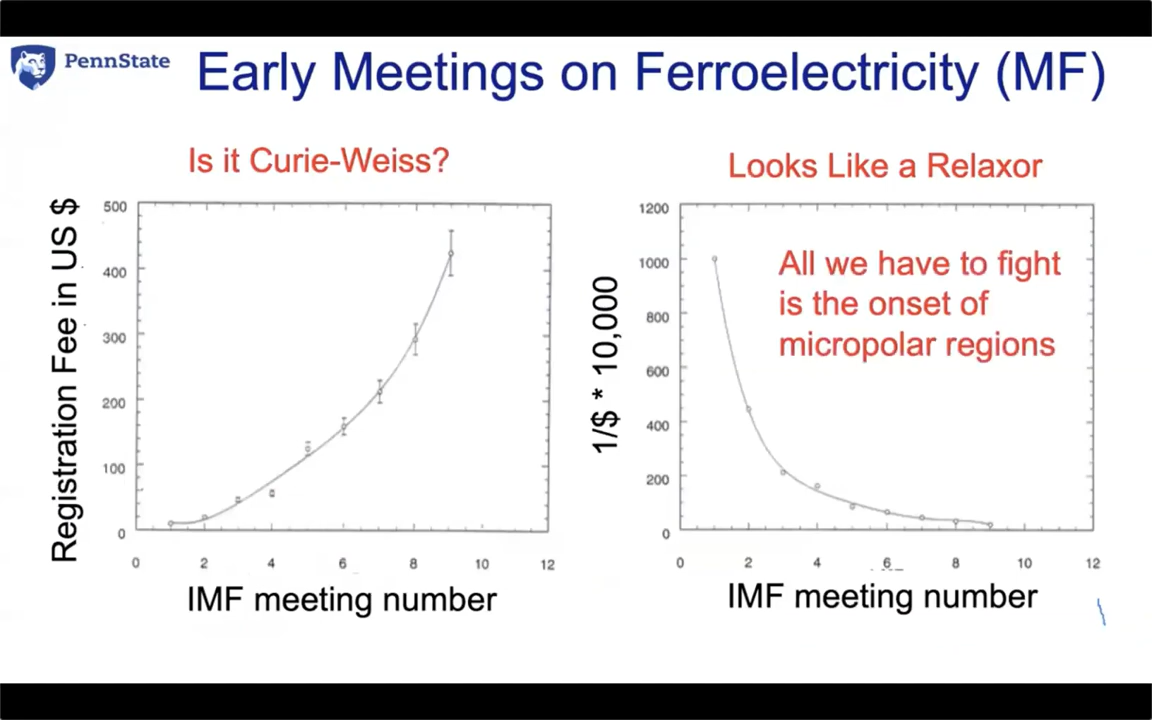 PennState
Early Meetings on Ferroelectricity (MF)
Is it Curie-Weiss?
Registration Fee in US $
500
400
300
200
100
0
0 2 4 6 8 10 12
IMF meeting number
Looks Like a Relaxor
1/$ * 10,000
1200
1000
800
600
400
200
0
All we have to fight
is the onset of
micropolar regions
0 2 4 6 8 10 12
IMF meeting number